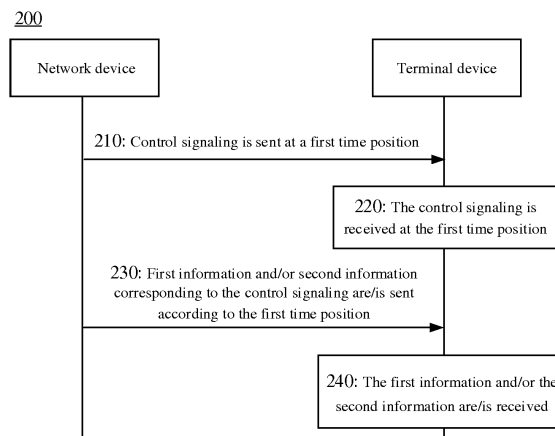 200
Network device
Terminal device
210: Control signaling is sent at a first time position
220: The control signaling is
received at the first time position
230: First information and/or second information
corresponding to the control signaling are/is sent
according to the first time position
240: The first information and/or the
second information are/is received